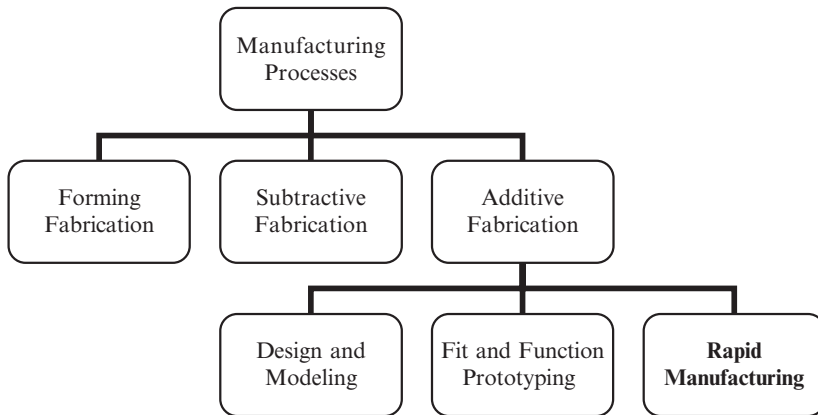 Manufacturing
Processes
Forming
Fabrication
Subtractive
Fabrication
Additive
Fabrication
Design and
Modeling
Fit and Function
Prototyping
Rapid
Manufacturing